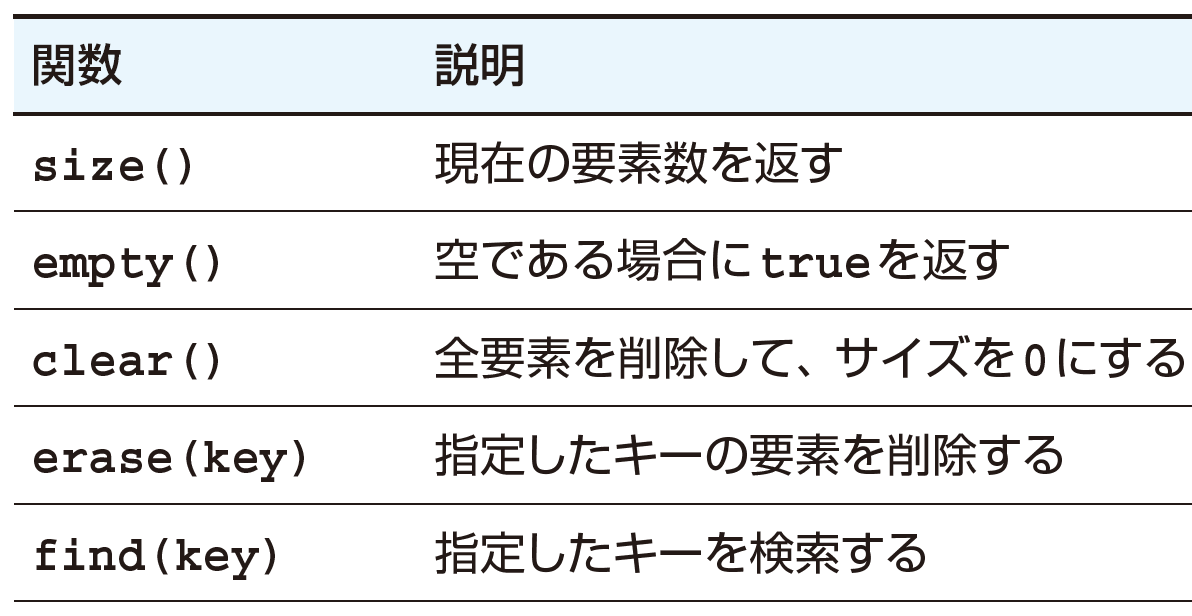 関数 説明
size() 現在の要素数を返す
empty() 空である場合にtrueを返す
clear() 全要素を削除して、サイズを0にする
erase(key) 指定したキーの要素を削除する
find(key) 指定したキーを検索する